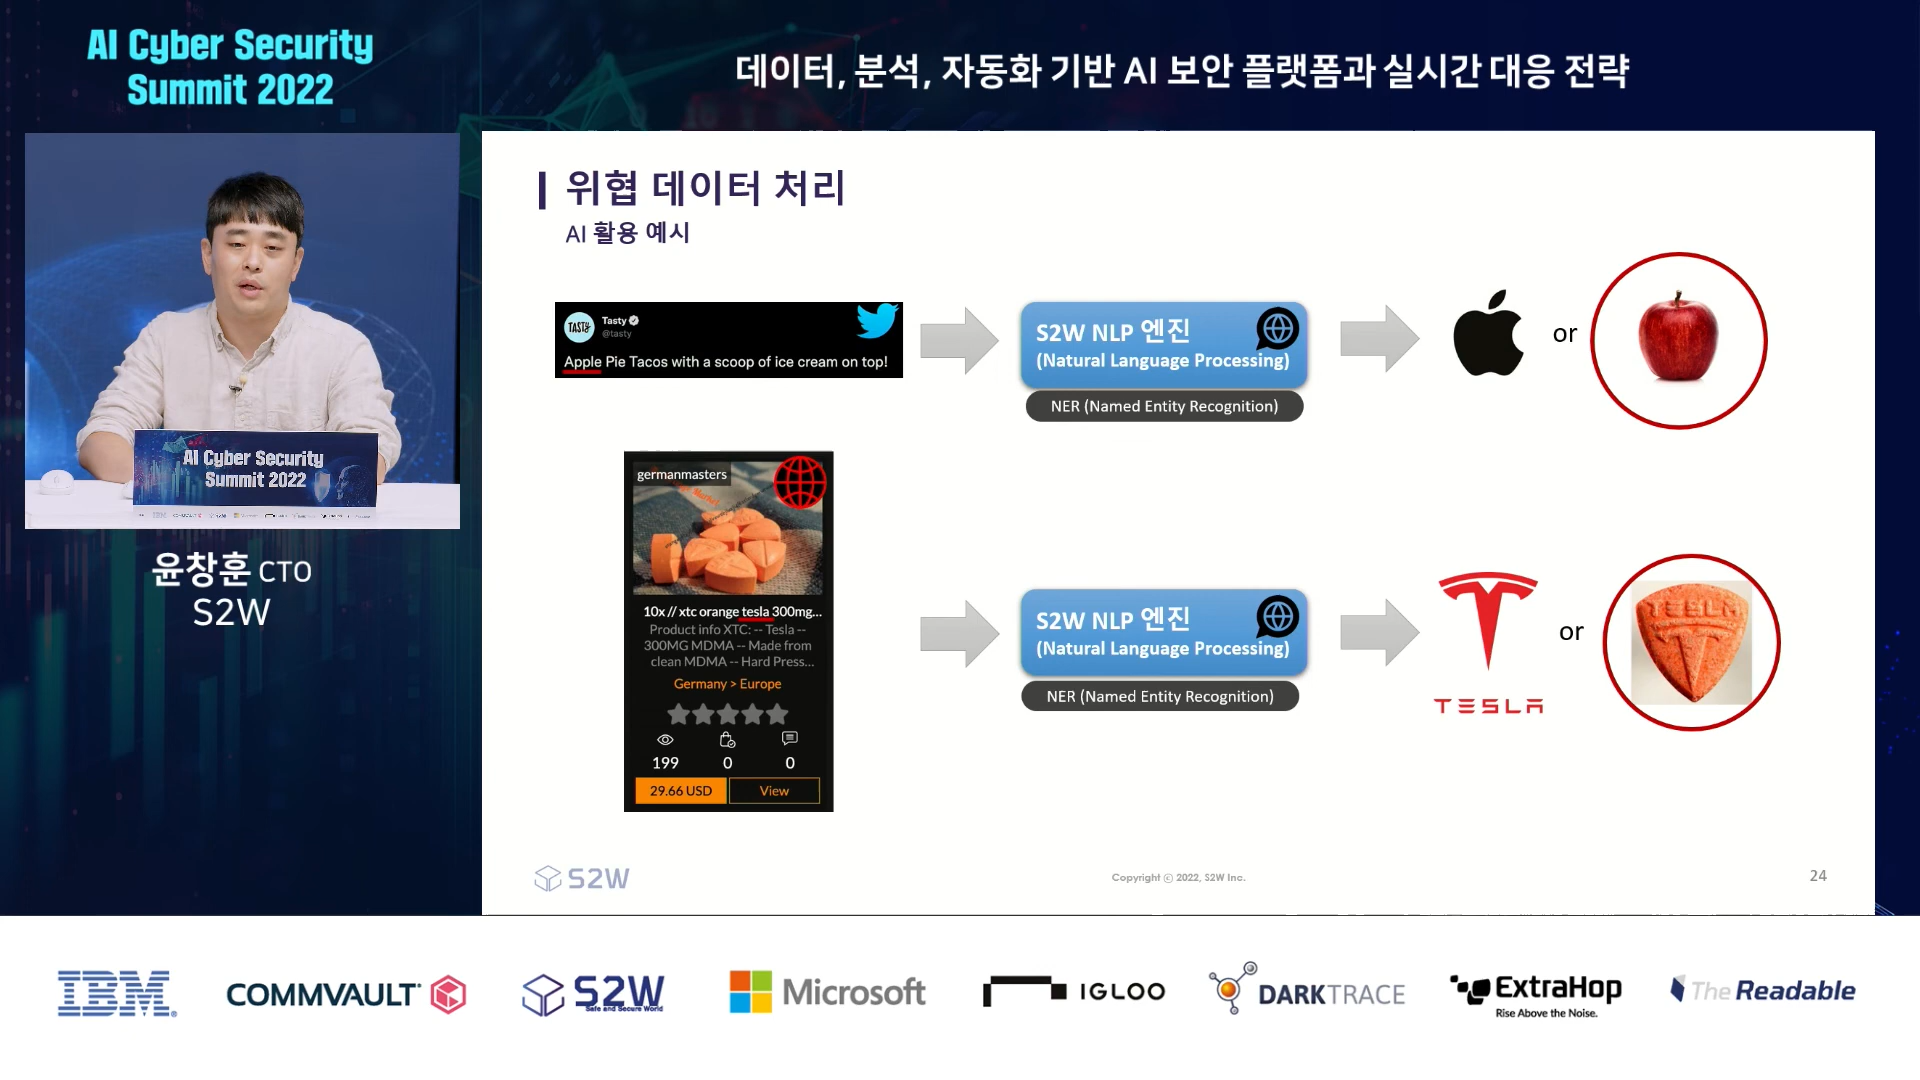 AI Cyber Security
Summit 2022
데이터, 분석, 자동화 기반 AI 보안 플랫폼과 실시간 대응 전략
AI Cyber Security
Summit 2022
윤창훈 CTO
S2W
위협 데이터 처리
AI 활용 예시
TASTY
Tasty
@tasty
Apple Pie Tacos with a scoop of ice cream on top!
S2W NLP 엔진
(Natural Language Processing)
NER (Named Entity Recognition)
or
germanmasters
10x // xtc orange tesla 300mg...
Product info XTC: -- Tesla --
300MG MDMA -- Made from
clean MDMA -- Hard Press...
Germany > Europe
199 0 0
29.66 USD View
S2W NLP 엔진
(Natural Language Processing)
NER (Named Entity Recognition)
TESLA
or
TESLA
S2W
Copyright ⓒ 2022, S2W Inc.
24
IBM
COMMVAULT
S2W
Safe and Secure World
Microsoft
IGLOO
DARKTRACE
ExtraHop
Rise Above the Noise.
The Readable